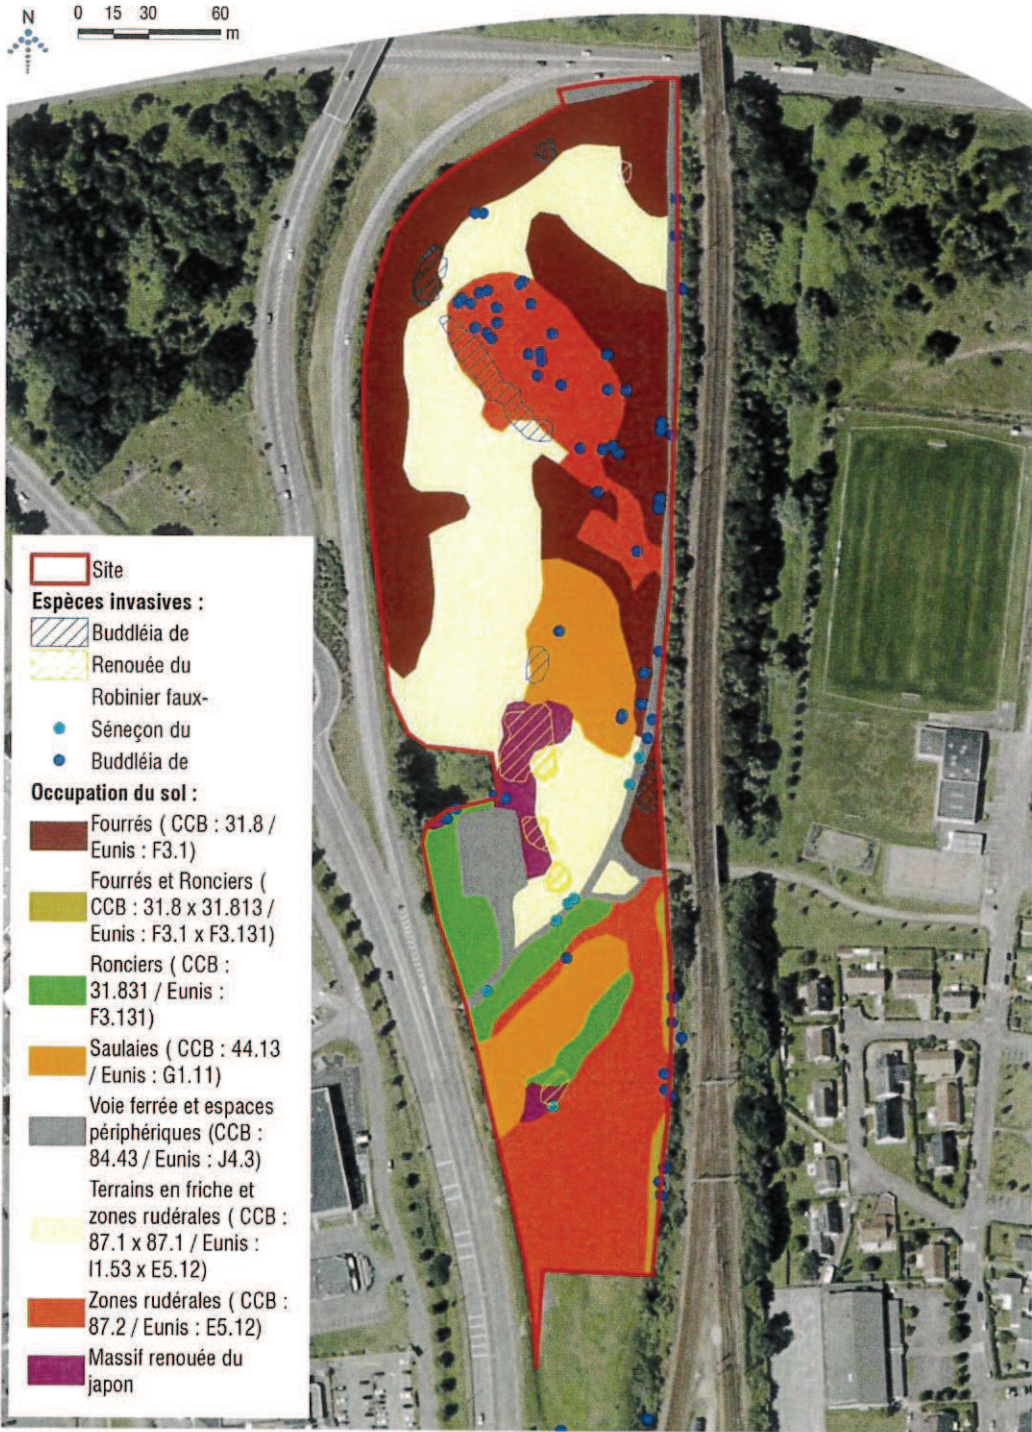 N
0 15 30 60
m
Site
Espèces invasives :
Buddléia de
Renouée du
Robinier faux-
Séneçon du
Buddléia de
Occupation du sol :
Fourrés ( CCB : 31.8 /
Eunis : F3.1)
Fourrés et Ronciers (
CCB : 31.8 x 31.813 /
Eunis : F3.1 x F3.131)
Ronciers ( CCB :
31.831 / Eunis :
F3.131)
Saulaies ( CCB : 44.13
/ Eunis : G1.11)
Voie ferrée et espaces
périphériques (CCB :
84.43 / Eunis : J4.3)
Terrains en friche et
zones rudérales ( CCB :
87.1 x 87.1 / Eunis :
I1.53 x E5.12)
Zones rudérales ( CCB :
87.2 / Eunis : E5.12)
Massif renouée du
japon